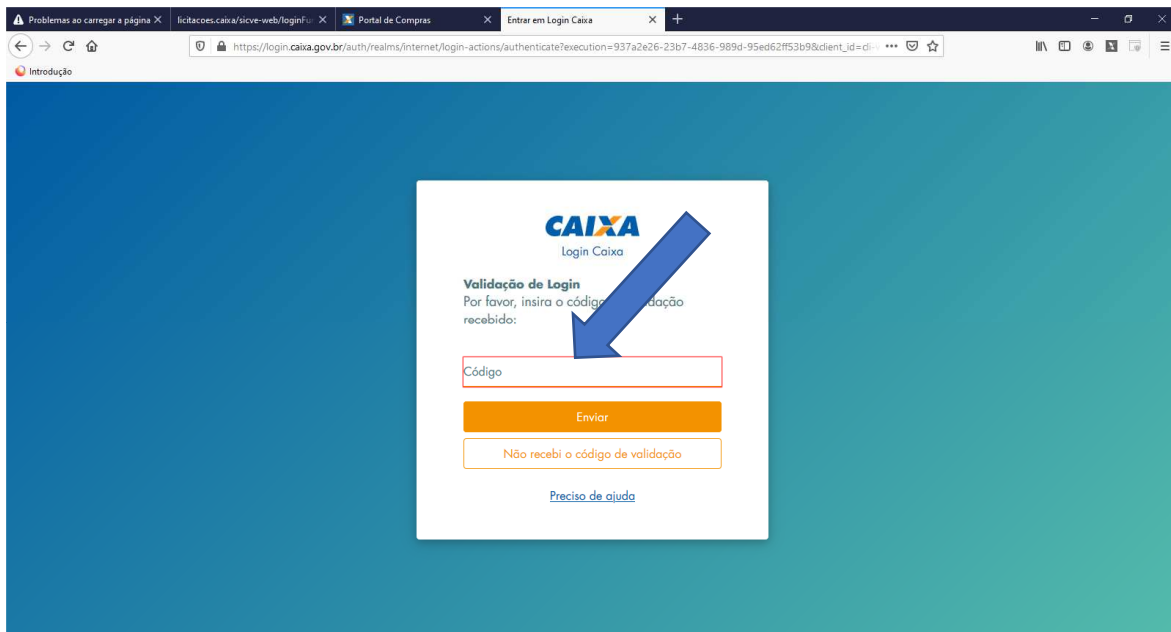 Problemas ao carregar a página
licitacoes.caixa/sicve-web/loginFu
Portal de Compras
Entrar em Login Caixa
https://login.caixa.gov.br/auth/realms/internet/login-actions/authenticate?execution=937a2e26-23b7-4836-989d-95ed62ff53b9&client_id=cli-
Introdução
CAIXA
Login Caixa
Validação de Login
Por favor, insira o código dação
recebido:
Código
Enviar
Não recebi o código de validação
Preciso de ajuda